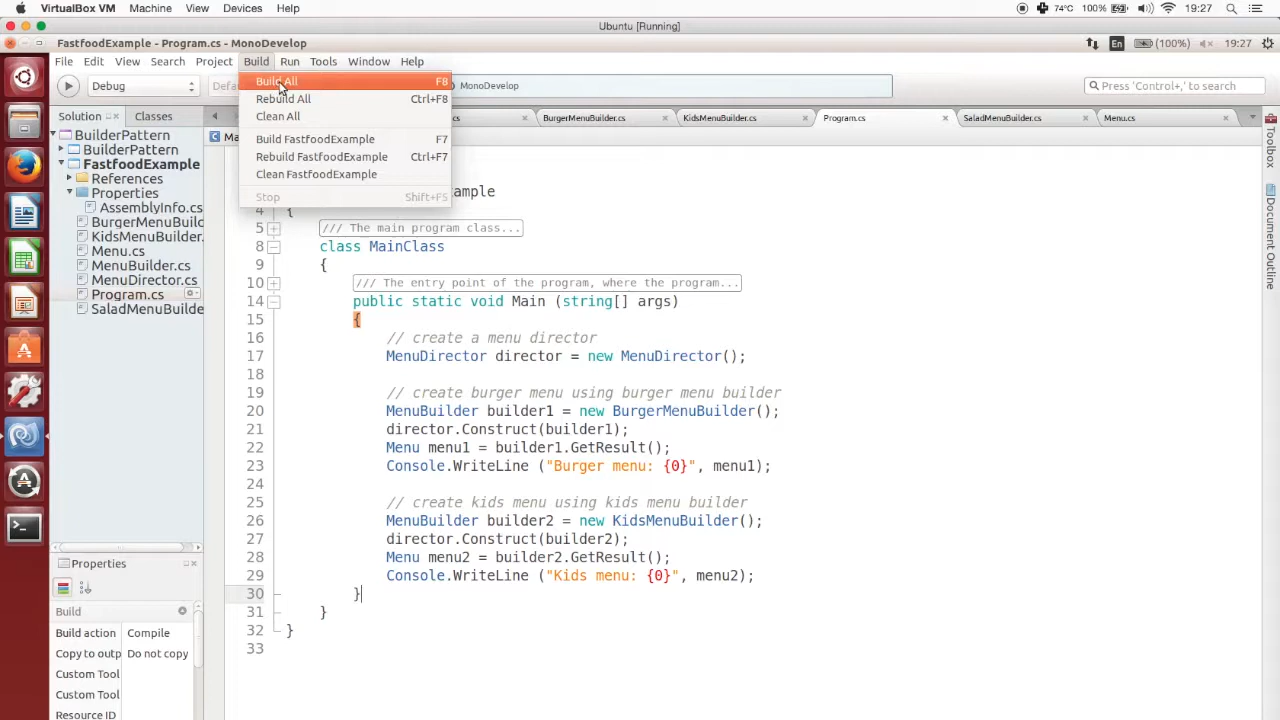 VirtualBox VM Machine View Devices Help 74°C 100% 19:27
Ubuntu [Running]
FastfoodExample - Program.cs - MonoDevelop En (100%) 19:27
File Edit View Search Project Build Run Tools Window Help
Debug Defa MonoDevelop Press 'Control+,' to search
Build All F8
Rebuild All Ctrl+F8
Clean All
Build FastfoodExample F7
Rebuild FastfoodExample Ctrl+F7
Clean FastfoodExample
Stop Shift+F5
Solution Classes
cs BurgerMenuBuilder.cs KidsMenuBuilder.cs Program.cs SaladMenuBuilder.cs Menu.cs
BuilderPattern
BuilderPattern
FastfoodExample
References
Properties
AssemblyInfo.cs
BurgerMenuBuil
KidsMenuBuilder.
Menu.cs
MenuBuilder.cs
MenuDirector.cs
Program.cs
SaladMenuBuilde
Ma
ample
4 {
5 /// The main program class...
8 class MainClass
9 {
10 /// The entry point of the program, where the program...
14 public static void Main (string[] args)
15 {
16 // create a menu director
17 MenuDirector director = new MenuDirector();
18
19 // create burger menu using burger menu builder
20 MenuBuilder builder1 = new BurgerMenuBuilder();
21 director.Construct(builder1);
22 Menu menu1 = builder1.GetResult();
23 Console.WriteLine ("Burger menu: {0}", menu1);
24
25 // create kids menu using kids menu builder
26 MenuBuilder builder2 = new KidsMenuBuilder();
27 director.Construct(builder2);
28 Menu menu2 = builder2.GetResult();
29 Console.WriteLine ("Kids menu: {0}", menu2);
30 }
31 }
32 }
33
Toolbox
Document Outline
Properties
Build
Build action Compile
Copy to outp Do not copy
Custom Tool
Custom Tool
Resource ID